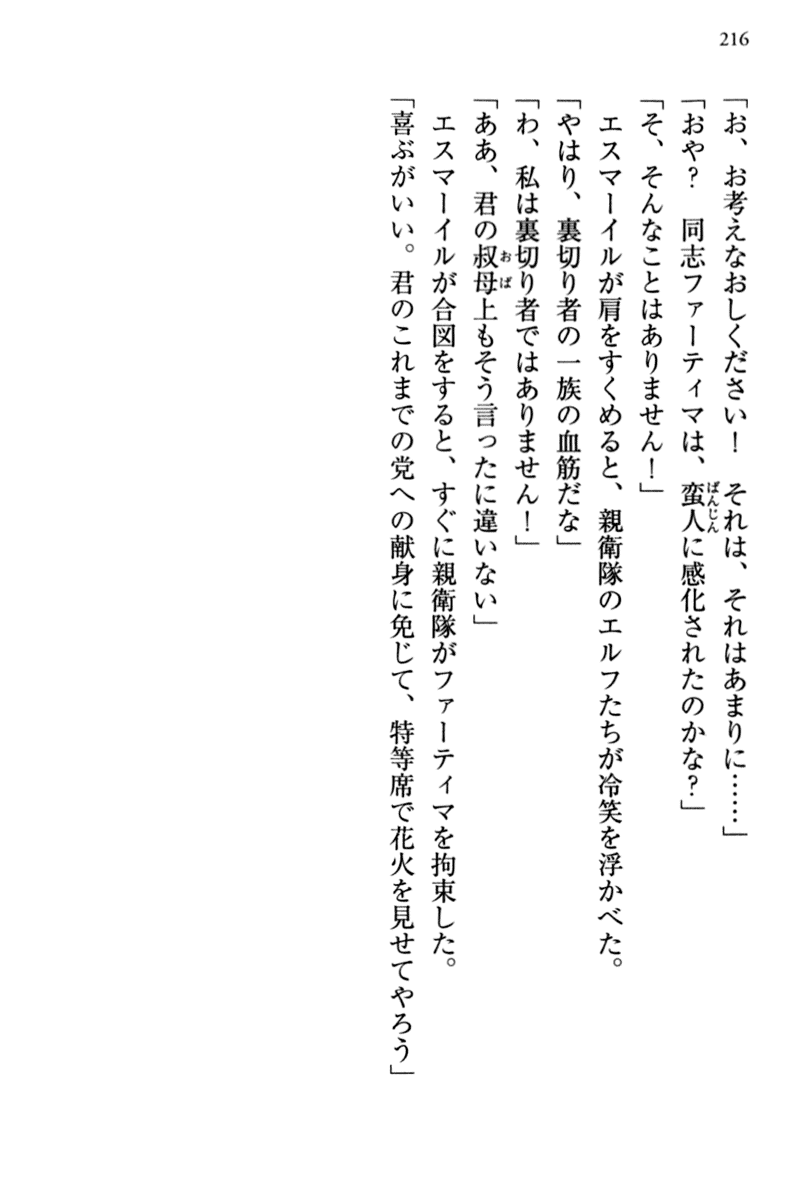 216
「お、お考えなおしください！　それは、それはあまりに……」
「おや？　同志ファーティマは、蛮人に感化されたのかな？」
「そ、そんなことはありません！」
　エスマーイルが肩をすくめると、親衛隊のエルフたちが冷笑を浮かべた。
「やはり、裏切り者の一族の血筋だな」
「わ、私は裏切り者ではありません！」
「ああ、君の叔母上もそう言ったに違いない」
　エスマーイルが合図をすると、すぐに親衛隊がファーティマを拘束した。
「喜ぶがいい。君のこれまでの党への献身に免じて、特等席で花火を見せてやろう」